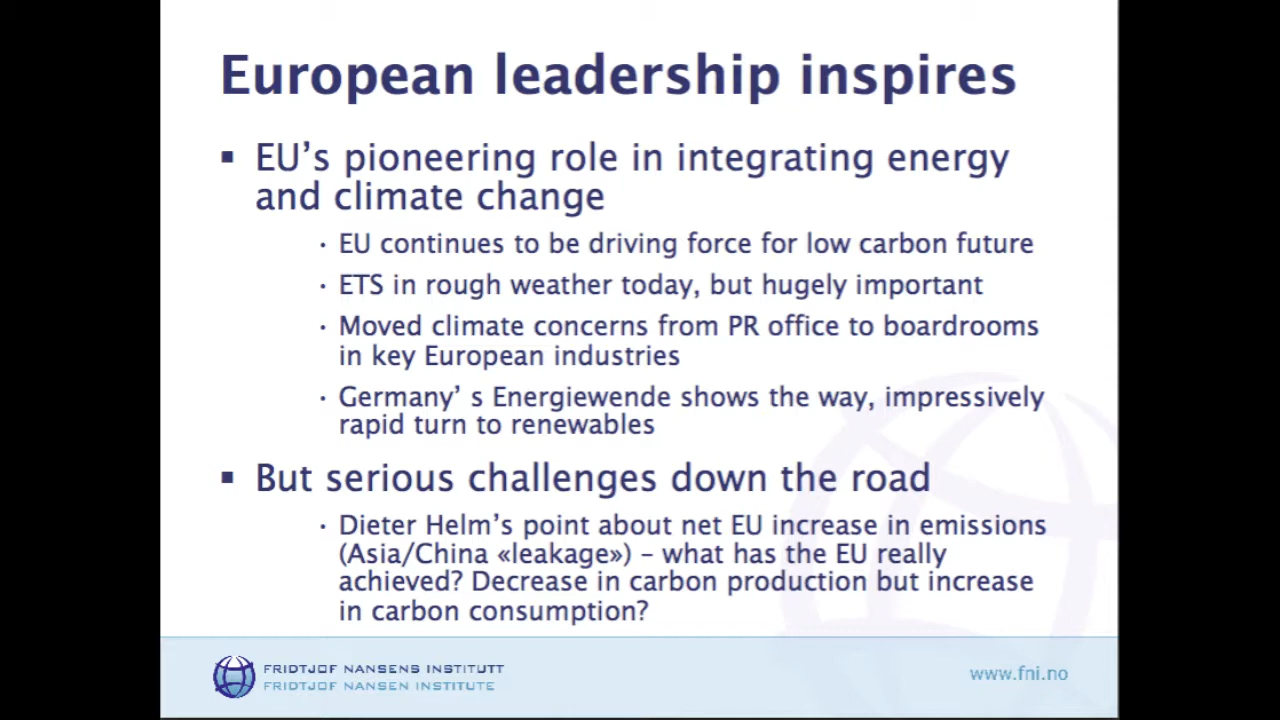 European leadership inspires
▪ EU's pioneering role in integrating energy
and climate change
· EU continues to be driving force for low carbon future
· ETS in rough weather today, but hugely important
· Moved climate concerns from PR office to boardrooms
in key European industries
· Germany' s Energiewende shows the way, impressively
rapid turn to renewables
▪ But serious challenges down the road
· Dieter Helm's point about net EU increase in emissions
(Asia/China «leakage») – what has the EU really
achieved? Decrease in carbon production but increase
in carbon consumption?
FRIDTJOF NANSENS INSTITUTT
FRIDTJOF NANSEN INSTITUTE
www.fni.no